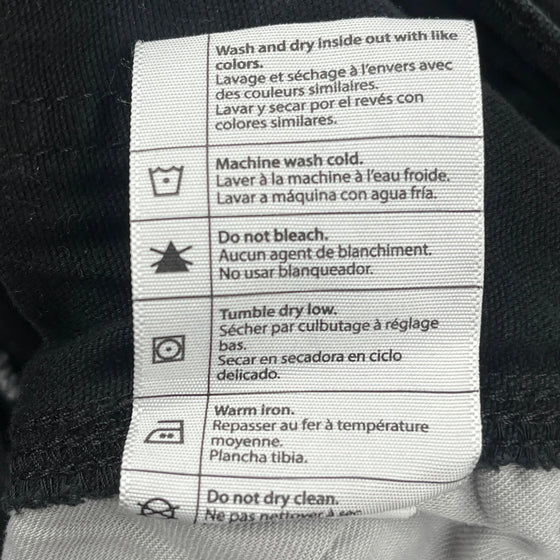 Wash and dry inside out with like
colors.
Lavage et séchage à l'envers avec
des couleurs similaires.
Lavar y secar por el revés con
colores similares.
Machine wash cold.
Laver à la machine à l'eau froide.
Lavar a máquina con agua fría.
Do not bleach.
Aucun agent de blanchiment.
No usar blanqueador.
Tumble dry low.
Sécher par culbutage à réglage
bas.
Secar en secadora en ciclo
delicado.
Warm iron.
Repasser au fer à température
moyenne.
Plancha tibia.
Do not dry clean.
Ne pas nettoyer à sec